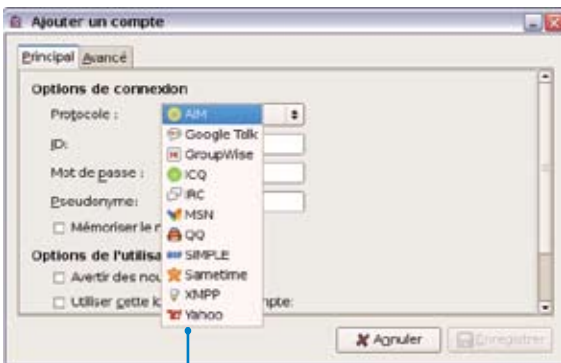 Ajouter un compte
Principal Avancé
Options de connexion
Protocole : AIM
Google Talk
ID:
GroupWise
Mot de passe : ICQ
IRC
Pseudonyme:
MSN
Mémoriser le
QQ
Options de l'utilisa SIMPLE
Avertir des nou Sametime
XMPP
Utiliser cette ic mpte:
Yahoo
Annuler Enregistrer